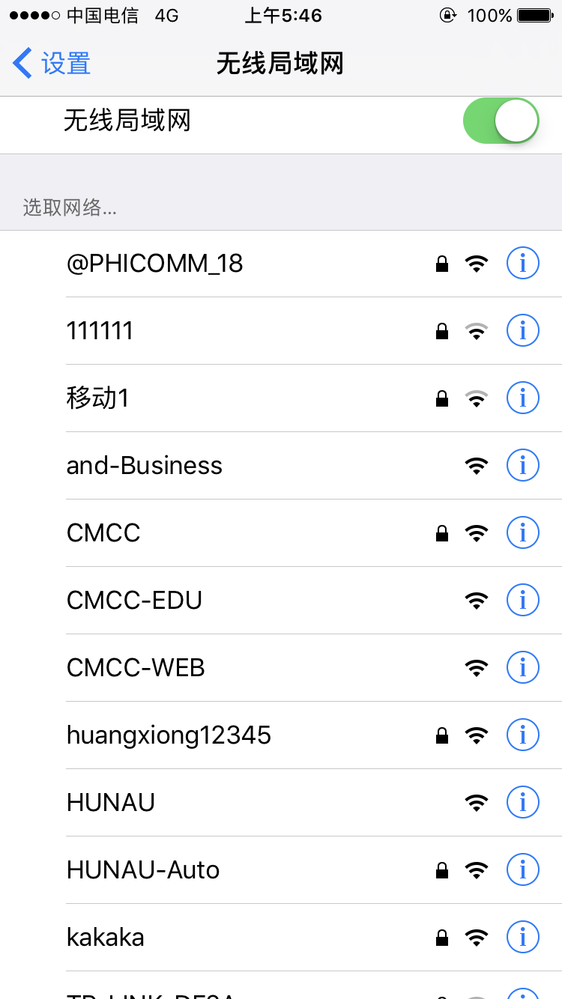 中国电信 4G 上午5:46 100%
设置 无线局域网
无线局域网
选取网络...
@PHICOMM_18
111111
移动1
and-Business
CMCC
CMCC-EDU
CMCC-WEB
huangxiong12345
HUNAU
HUNAU-Auto
kakaka